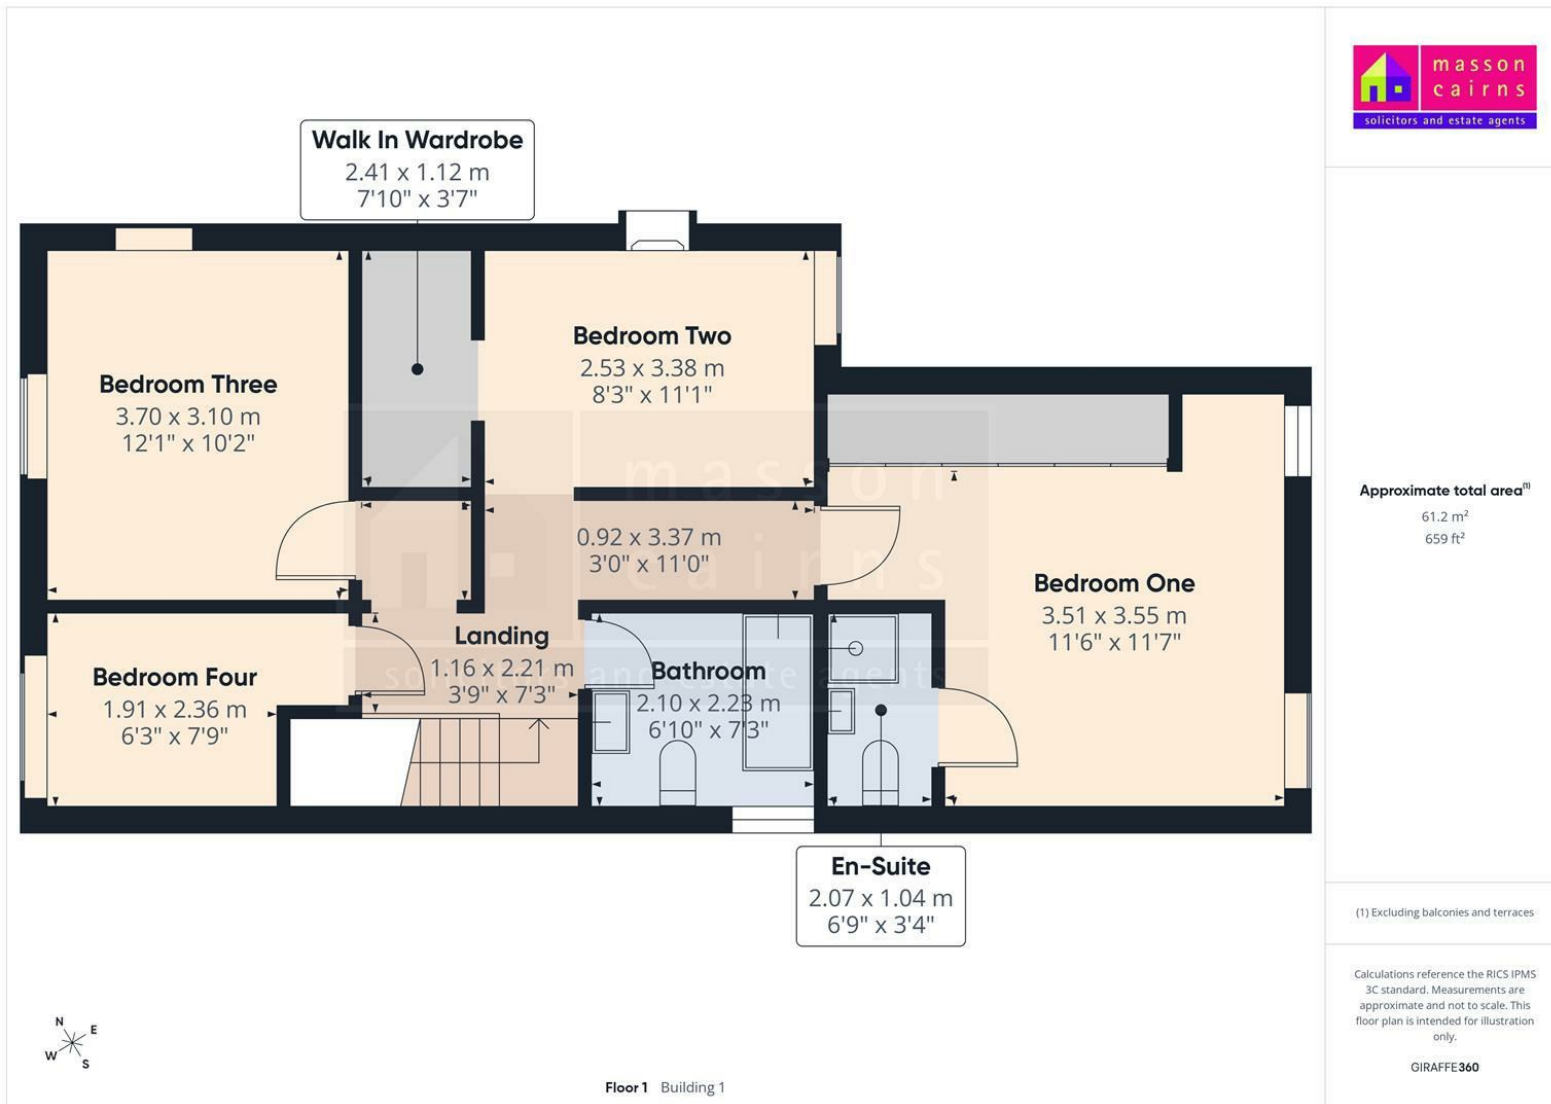 masson
cairns
solicitors and estate agents
Walk In Wardrobe
2.41 x 1.12 m
7'10" x 3'7"
Bedroom Two
2.53 x 3.38 m
8'3" x 11'1"
Bedroom Three
3.70 x 3.10 m
12'1" x 10'2"
masson
cairns
solicitors and estate agents
0.92 x 3.37 m
3'0" x 11'0"
Bedroom One
3.51 x 3.55 m
11'6" x 11'7"
Landing
1.16 x 2.21 m
3'9" x 7'3"
Bathroom
2.10 x 2.23 m
6'10" x 7'3"
Bedroom Four
1.91 x 2.36 m
6'3" x 7'9"
En-Suite
2.07 x 1.04 m
6'9" x 3'4"
N
E
W
S
Floor 1 Building 1
Approximate total area(1)
61.2 m²
659 ft²
(1) Excluding balconies and terraces
Calculations reference the RICS IPMS
3C standard. Measurements are
approximate and not to scale. This
floor plan is intended for illustration
only.
GIRAFFE360